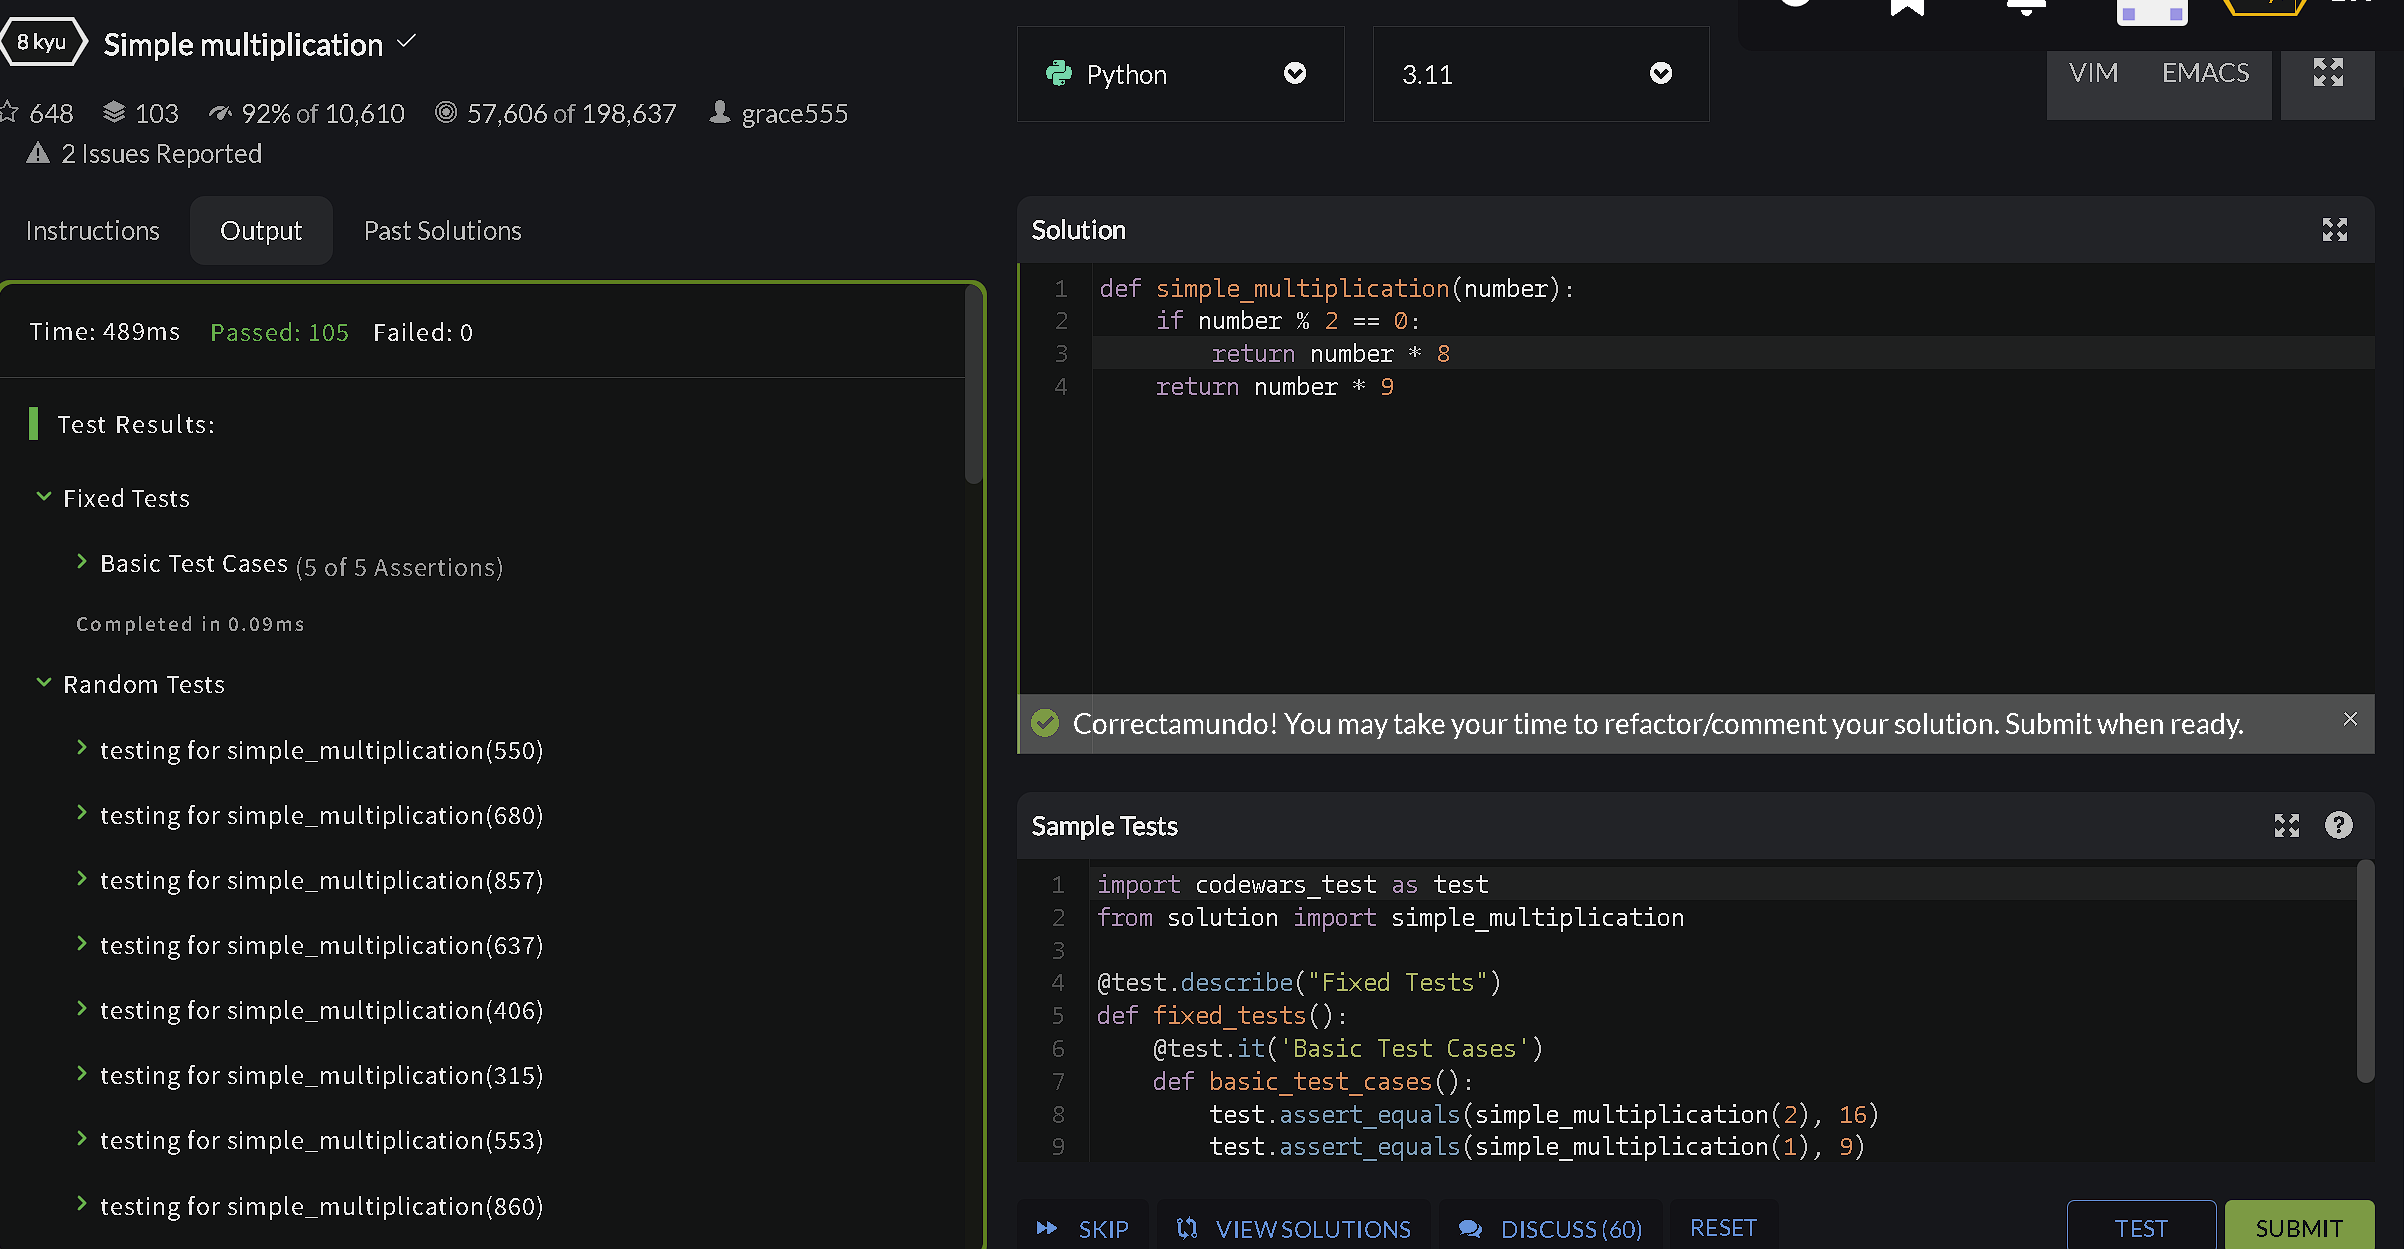 8 kyu
Simple multiplication
648 103 92% of 10,610 57,606 of 198,637 grace555
2 Issues Reported
Python
3.11
VIM EMACS
Instructions Output Past Solutions
Time: 489ms Passed: 105 Failed: 0
Test Results:
Fixed Tests
Basic Test Cases (5 of 5 Assertions)
Completed in 0.09ms
Random Tests
testing for simple_multiplication(550)
testing for simple_multiplication(680)
testing for simple_multiplication(857)
testing for simple_multiplication(637)
testing for simple_multiplication(406)
testing for simple_multiplication(315)
testing for simple_multiplication(553)
testing for simple_multiplication(860)
Solution
1 def simple_multiplication(number):
2 if number % 2 == 0:
3 return number * 8
4 return number * 9
Correctamundo! You may take your time to refactor/comment your solution. Submit when ready.
Sample Tests
1 import codewars_test as test
2 from solution import simple_multiplication
3
4 @test.describe("Fixed Tests")
5 def fixed_tests():
6 @test.it('Basic Test Cases')
7 def basic_test_cases():
8 test.assert_equals(simple_multiplication(2), 16)
9 test.assert_equals(simple_multiplication(1), 9)
SKIP VIEW SOLUTIONS DISCUSS (60) RESET TEST SUBMIT